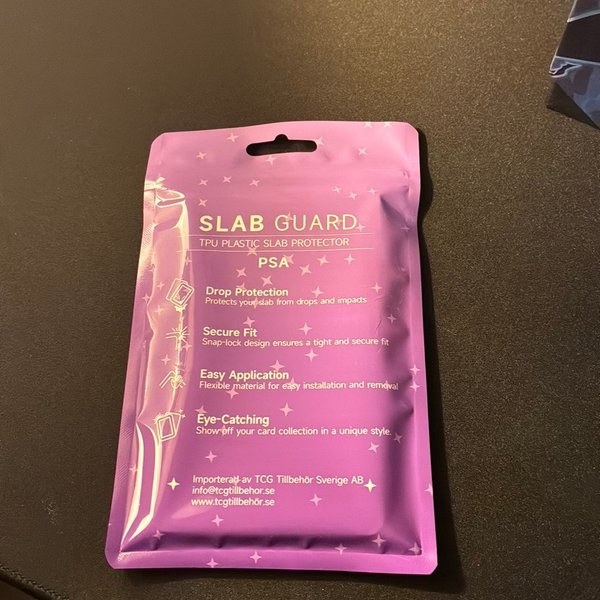 SLAB GUARD
TPU PLASTIC SLAB PROTECTOR
PSA
Drop Protection
Protects your slab from drops and impacts
Secure Fit
Snap-lock design ensures a tight and secure fit
Easy Application
Flexible material for easy installation and removal
Eye-Catching
Show off your card collection in a unique style.
Importerad av TCG Tillbehör Sverige AB
info@tcgtillbehor.se
www.tcgtillbehör.se